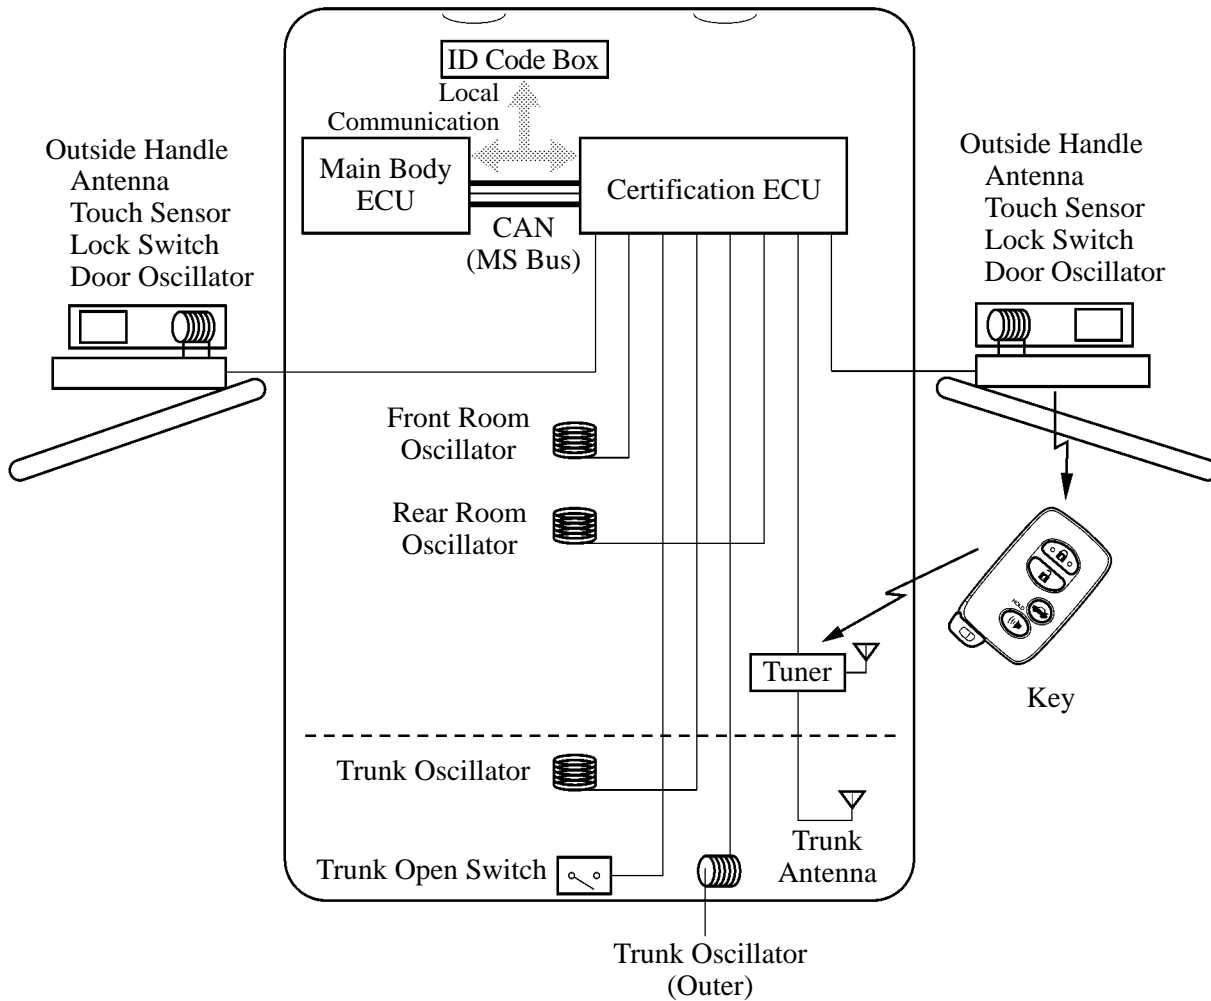 ID Code Box
Local
Communication
Main Body
ECU
Certification ECU
CAN
(MS Bus)
Outside Handle
Antenna
Touch Sensor
Lock Switch
Door Oscillator
Outside Handle
Antenna
Touch Sensor
Lock Switch
Door Oscillator
Front Room
Oscillator
Rear Room
Oscillator
HOLD
Tuner
Key
Trunk Oscillator
Trunk
Antenna
Trunk Open Switch
Trunk Oscillator
(Outer)